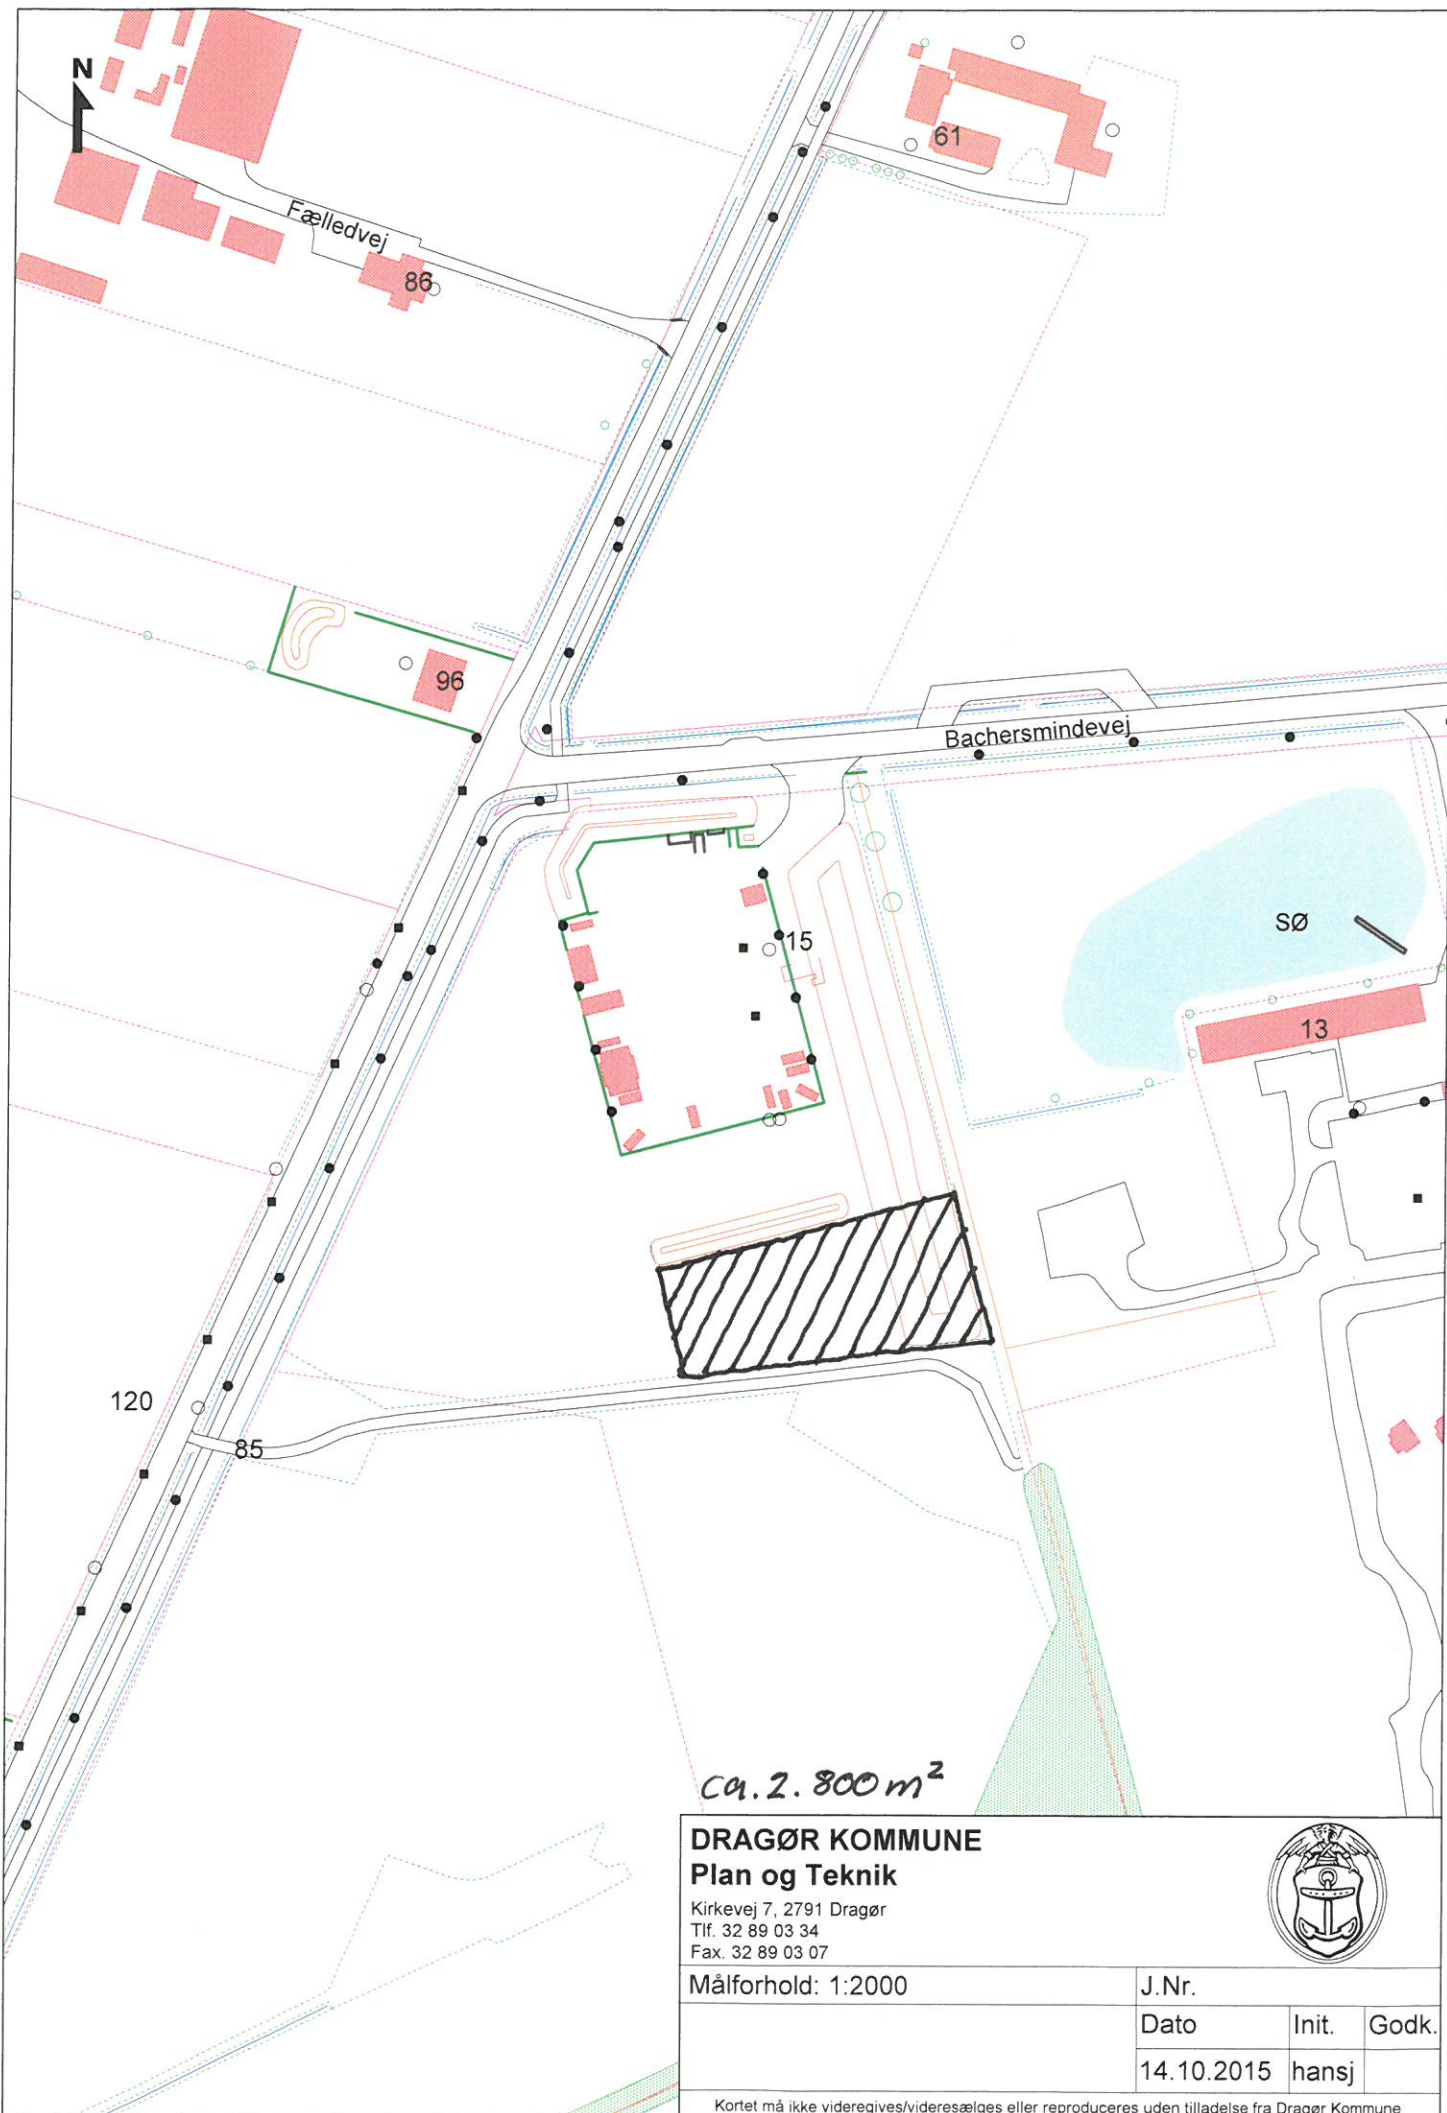 N
61
Fælledvej
86
96
Bachersmindevej
SØ
15
13
120
85
ca. 2.800 m²
DRAGØR KOMMUNE
Plan og Teknik
Kirkevej 7, 2791 Dragør
Tlf. 32 89 03 34
Fax. 32 89 03 07
Målforhold: 1:2000
J.Nr.
Dato Init. Godk.
14.10.2015 hansj
Kortet må ikke videregives/videresælges eller reproduceres uden tilladelse fra Dragør Kommune